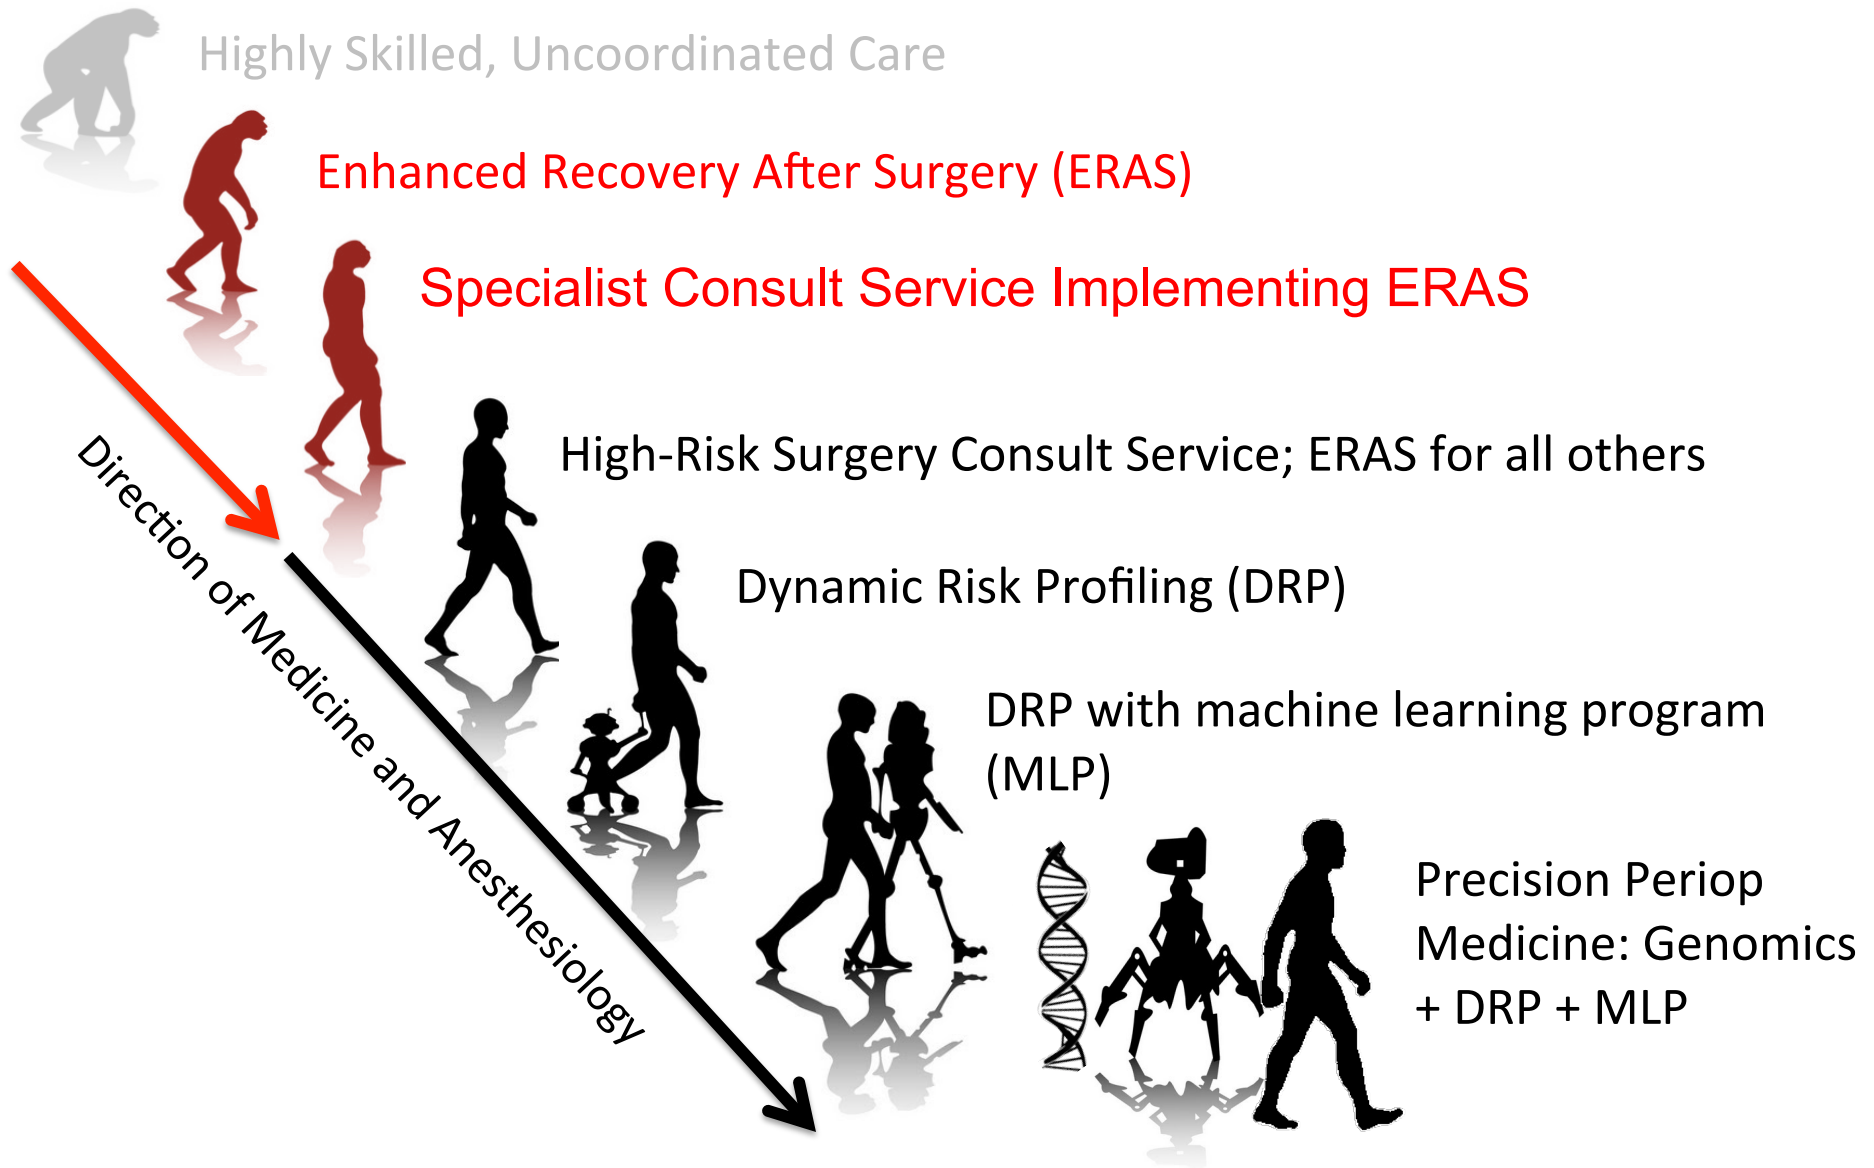 Highly Skilled, Uncoordinated Care
Enhanced Recovery After Surgery (ERAS)
Specialist Consult Service Implementing ERAS
High-Risk Surgery Consult Service; ERAS for all others
Direction of Medicine and Anesthesiology
Dynamic Risk Profiling (DRP)
DRP with machine learning program
(MLP)
Precision Periop
Medicine: Genomics
+ DRP + MLP